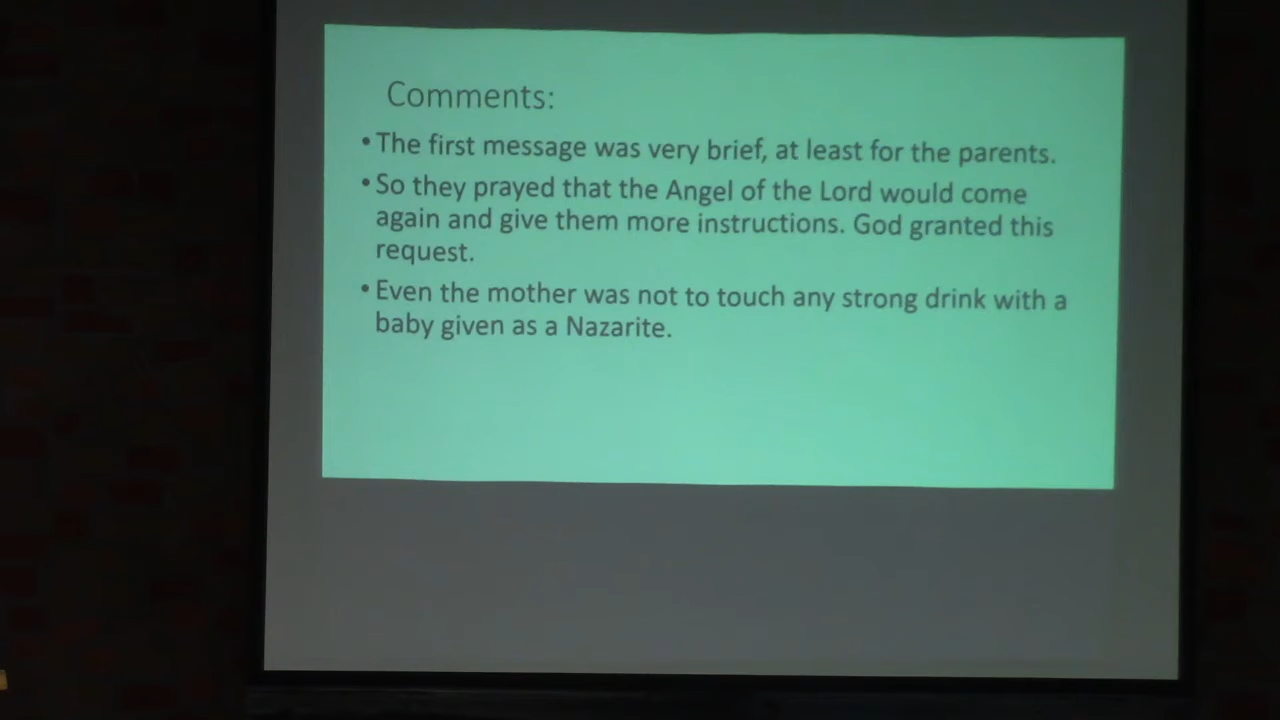 Comments:
•The first message was very brief, at least for the parents.
•So they prayed that the Angel of the Lord would come
again and give them more instructions. God granted this
request.
•Even the mother was not to touch any strong drink with a
baby given as a Nazarite.